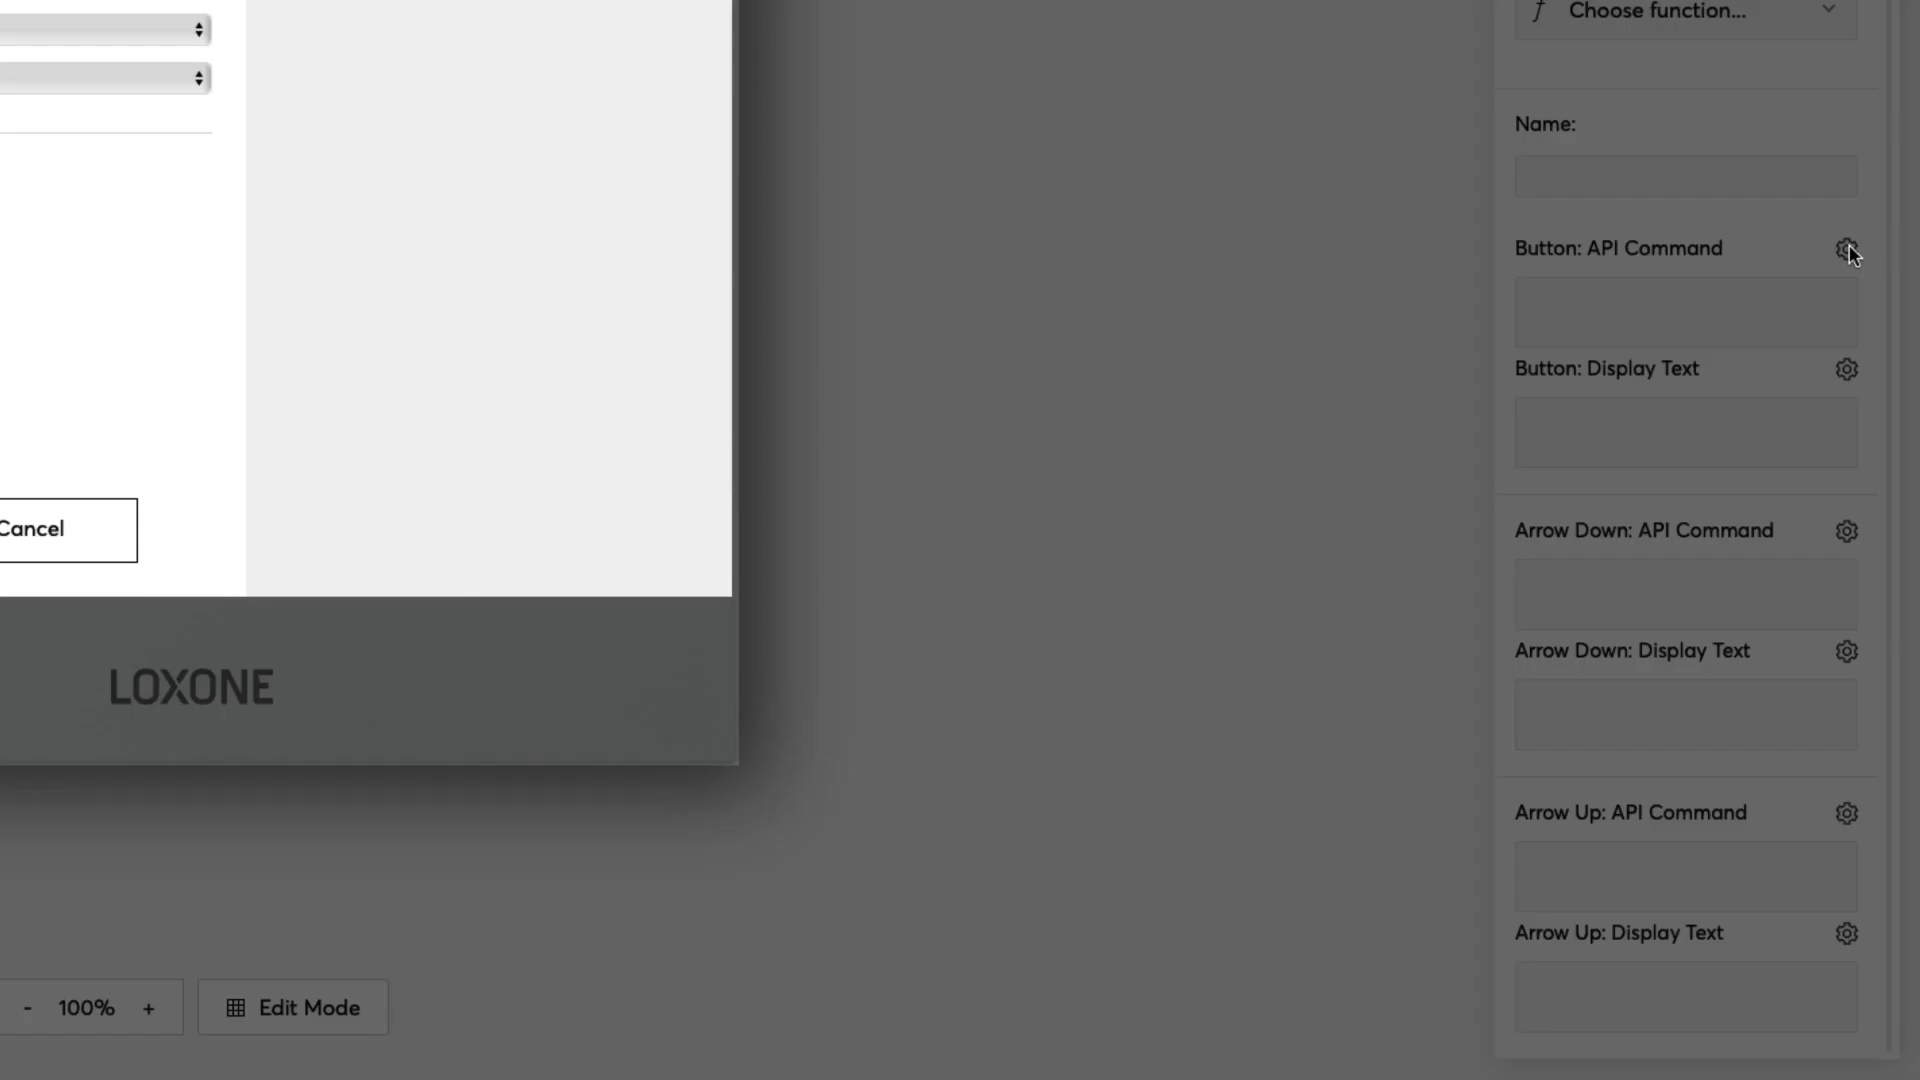 Choose function...
Name:
Button: API Command
Button: Display Text
Cancel
Arrow Down: API Command
LOXONE
Arrow Down: Display Text
Arrow Up: API Command
Arrow Up: Display Text
- 100% +
Edit Mode